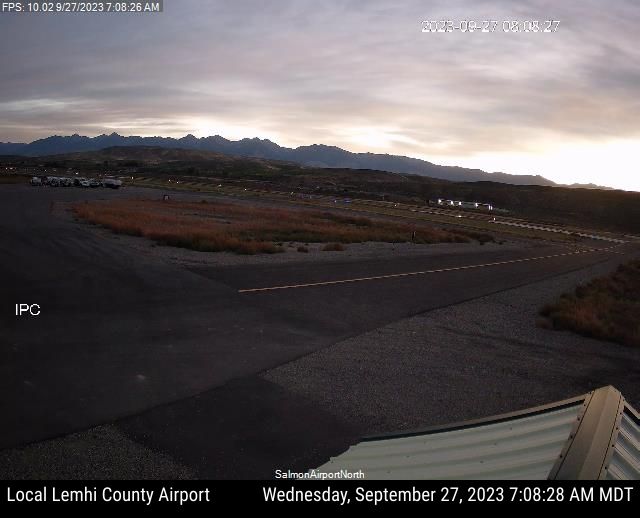 FPS: 10.02 9/27/2023 7:08:26 AM
2023-09-27 08:08:27
IPC
SalmonAirportNorth
Local Lemhi County Airport Wednesday, September 27, 2023 7:08:28 AM MDT